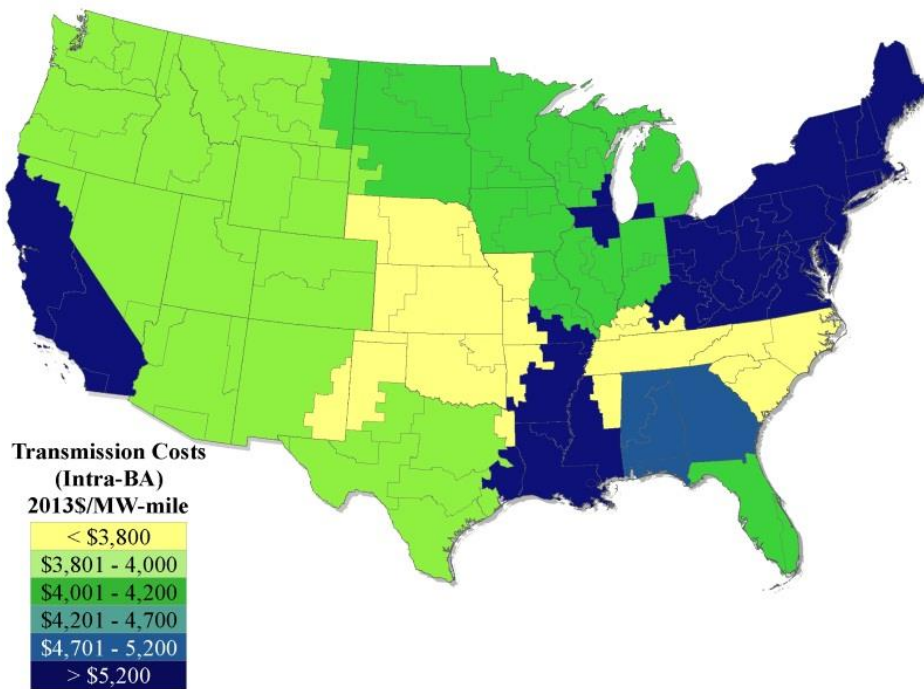 Transmission Costs
(Intra-BA)
2013$/MW-mile
< $3,800
$3,801 - 4,000
$4,001 - 4,200
$4,201 - 4,700
$4,701 - 5,200
> $5,200